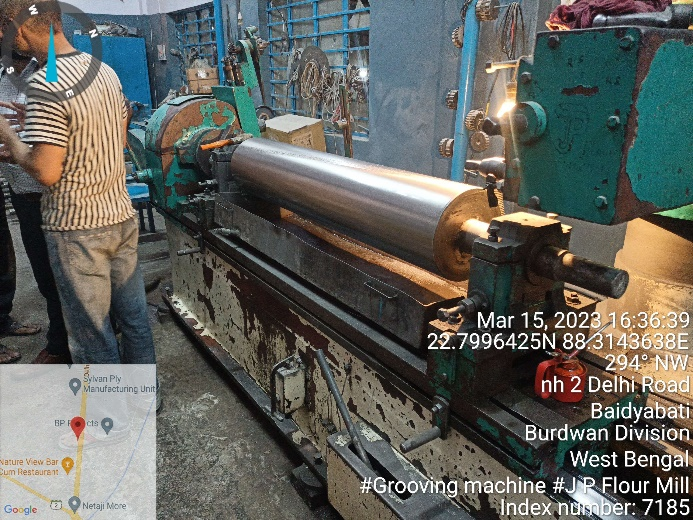 N
E
S
Mar 15, 2023 16:36:39
22.7996425N 88.3143638E
294° NW
nh 2 Delhi Road
Baidyabati
Burdwan Division
West Bengal
#Grooving machine #J P Flour Mill
Index number: 7185
Sylvan Ply
Manufacturing Unit
Nature View Bar
Cum Restaurant
2
Netaji More
Google